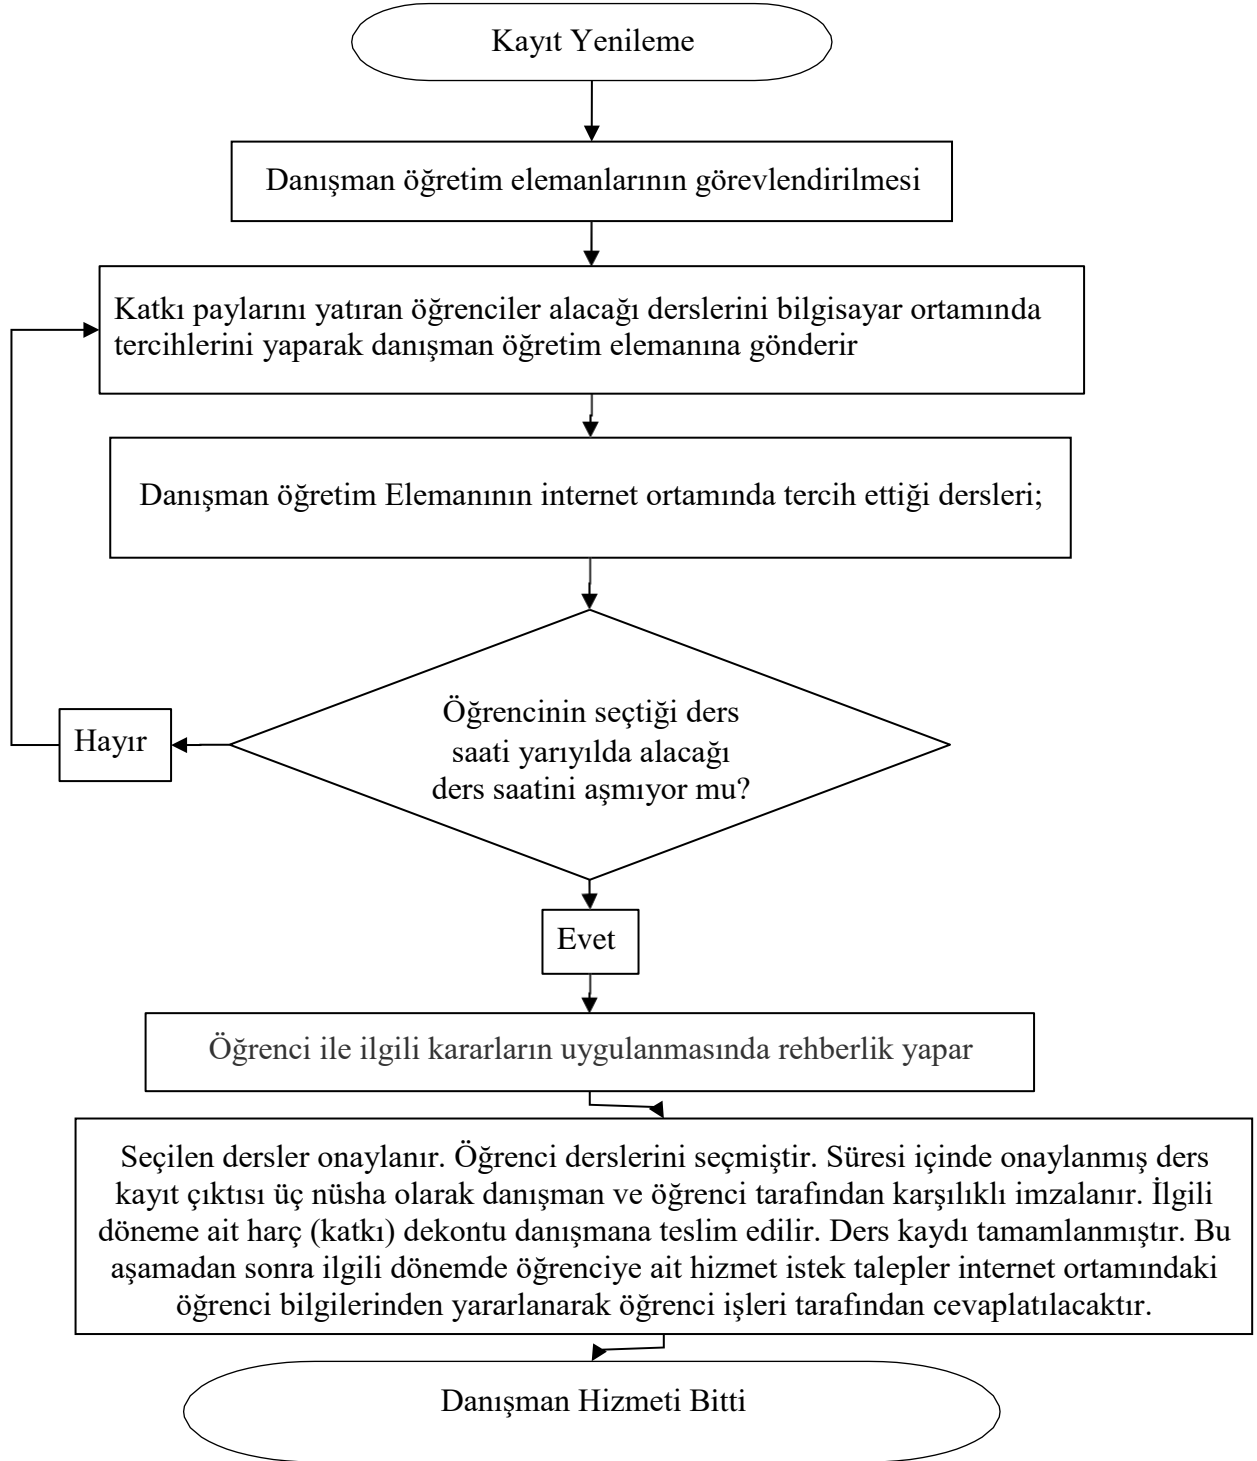 Kayıt Yenileme
Danışman öğretim elemanlarının görevlendirilmesi
Katkı paylarını yatıran öğrenciler alacağı derslerini bilgisayar ortamında
tercihlerini yaparak danışman öğretim elemanına gönderir
Danışman öğretim Elemanının internet ortamında tercih ettiği dersleri;
Öğrencinin seçtiği ders
saati yarıyılda alacağı
ders saatini aşmıyor mu?
Hayır
Evet
Öğrenci ile ilgili kararların uygulanmasında rehberlik yapar
Seçilen dersler onaylanır. Öğrenci derslerini seçmiştir. Süresi içinde onaylanmış ders
kayıt çıktısı üç nüsha olarak danışman ve öğrenci tarafından karşılıklı imzalanır. İlgili
döneme ait harç (katkı) dekontu danışmana teslim edilir. Ders kaydı tamamlanmıştır. Bu
aşamadan sonra ilgili dönemde öğrenciye ait hizmet istek talepler internet ortamındaki
öğrenci bilgilerinden yararlanarak öğrenci işleri tarafından cevaplatılacaktır.
Danışman Hizmeti Bitti